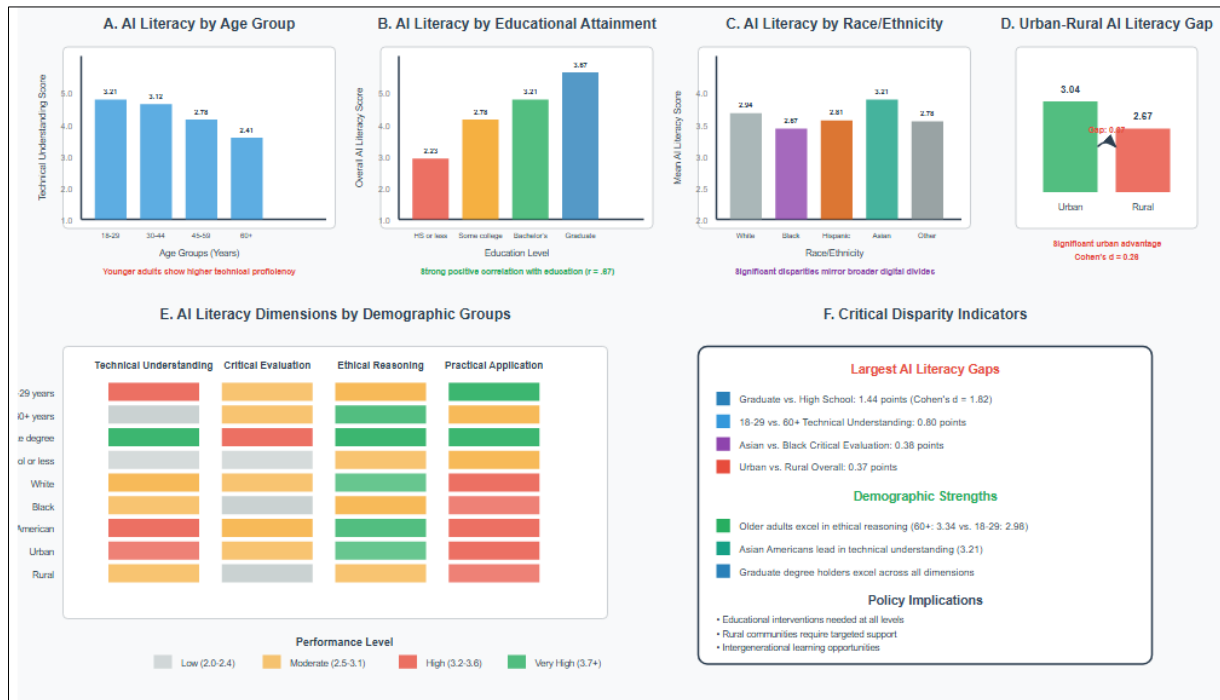 A. AI Literacy by Age Group
Technical Understanding Score
5.0
4.0
3.0
2.0
1.0
3.21
3.12
2.78
2.41
18-29
30-44
45-59
60+
Age Groups (Years)
Younger adults show higher technical proficiency
B. AI Literacy by Educational Attainment
Overall AI Literacy Score
5.0
4.0
3.0
2.0
1.0
2.23
2.78
3.21
3.67
HS or less
Some college
Bachelor's
Graduate
Education Level
Strong positive correlation with education (r = .67)
C. AI Literacy by Race/Ethnicity
Mean AI Literacy Score
4.0
3.5
3.0
2.5
2.0
2.94
2.67
2.81
3.21
2.78
White
Black
Hispanic
Asian
Other
Race/Ethnicity
Significant disparities mirror broader digital divides
D. Urban-Rural AI Literacy Gap
3.04
2.67
Gap: 0.37
Urban
Rural
Significant urban advantage
Cohen's d = 0.28
E. AI Literacy Dimensions by Demographic Groups
Technical Understanding
Critical Evaluation
Ethical Reasoning
Practical Application
-29 years
60+ years
te degree
ol or less
White
Black
American
Urban
Rural
Performance Level
Low (2.0-2.4)
Moderate (2.5-3.1)
High (3.2-3.6)
Very High (3.7+)
F. Critical Disparity Indicators
Largest AI Literacy Gaps
Graduate vs. High School: 1.44 points (Cohen's d = 1.82)
18-29 vs. 60+ Technical Understanding: 0.80 points
Asian vs. Black Critical Evaluation: 0.38 points
Urban vs. Rural Overall: 0.37 points
Demographic Strengths
Older adults excel in ethical reasoning (60+: 3.34 vs. 18-29: 2.98)
Asian Americans lead in technical understanding (3.21)
Graduate degree holders excel across all dimensions
Policy Implications
• Educational interventions needed at all levels
• Rural communities require targeted support
• Intergenerational learning opportunities